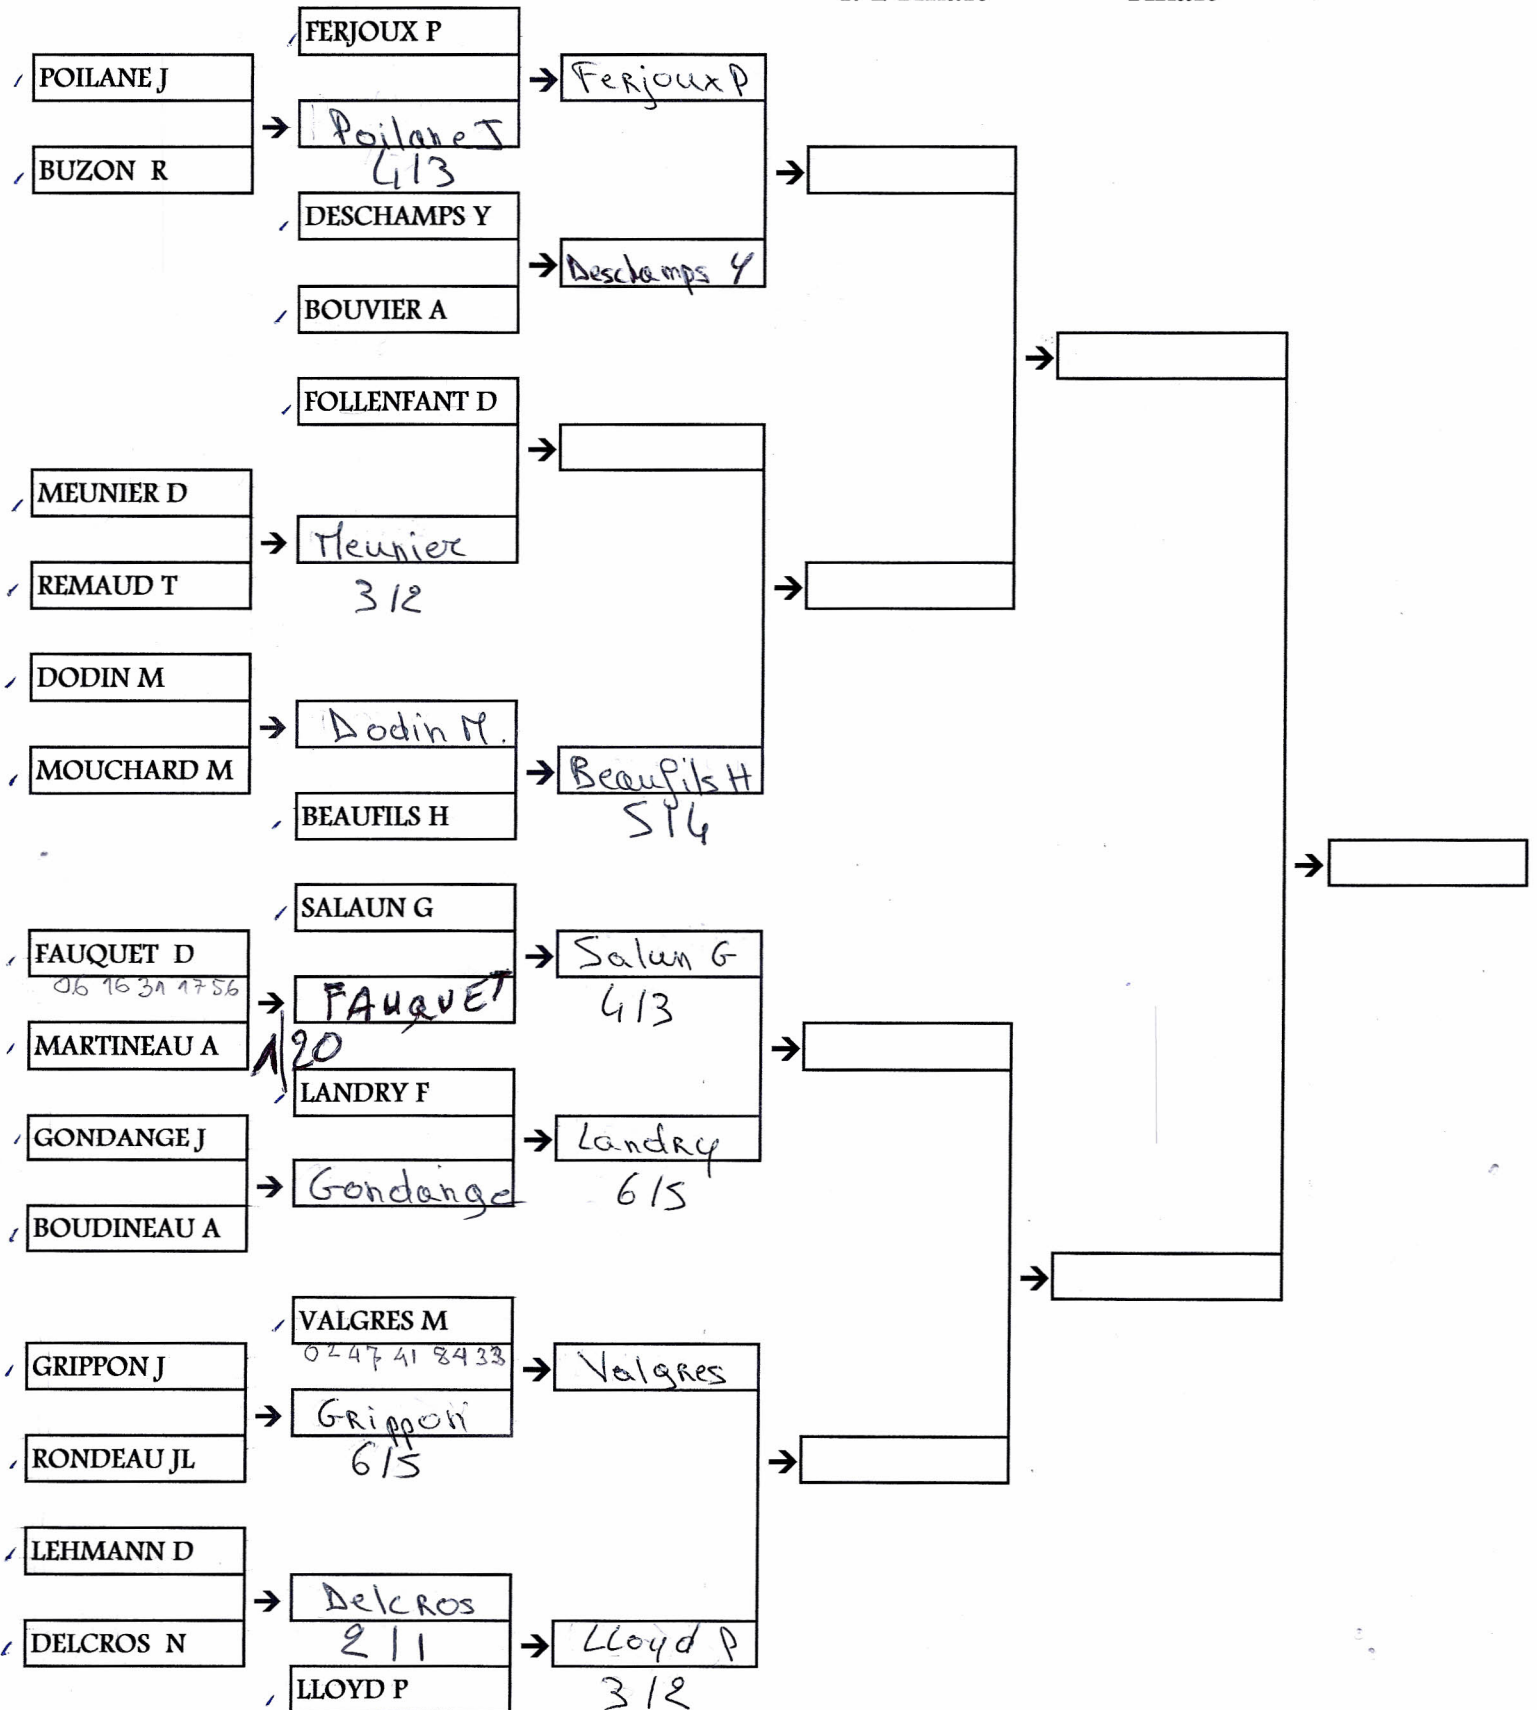 FERJOUX P
POILANE J
Ferjoux P
Poilane J
BUZON R
4/3
DESCHAMPS Y
Deschamps Y
BOUVIER A
FOLLENFANT D
MEUNIER D
Meunier
REMAUD T
3/2
DODIN M
Dodin M.
MOUCHARD M
Beaufils H
BEAUFILS H
5/4
SALAUN G
FAUQUET D
Salun G
06 16 31 17 56
FAUQUET
4/3
MARTINEAU A
1/20
LANDRY F
GONDANGE J
Landry
Gondange
6/5
BOUDINEAU A
VALGRES M
02 47 41 84 33
GRIPPON J
Valgres
Grippon
RONDEAU JL
6/5
LEHMANN D
Delcros
DELCROS N
2/1
Lloyd P
LLOYD P
3/2